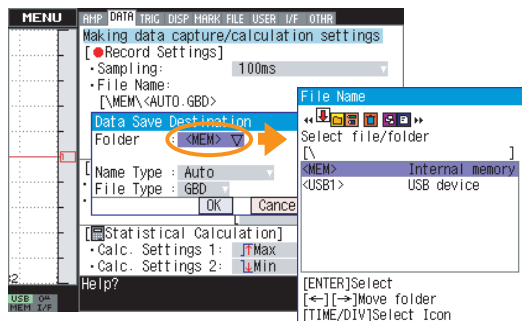 MENU
AMP DATA TRIG DISP MARK FILE USER I/F OTHR
Making data capture/calculation settings
[●Record Settings]
・Sampling: 100ms
・File Name:
[\MEM\<AUTO.GBD>
Data Save Destination
Folder : <MEM>
Name Type : Auto
File Type : GBD
OK Cance
[Statistical Calculation]
・Calc. Settings 1: Max
・Calc. Settings 2: Min
Help?
USB
MEM I/F
File Name
Select file/folder
[\ ]
<MEM> Internal memory
<USB1> USB device
[ENTER]Select
[←][→]Move folder
[TIME/DIV]Select Icon